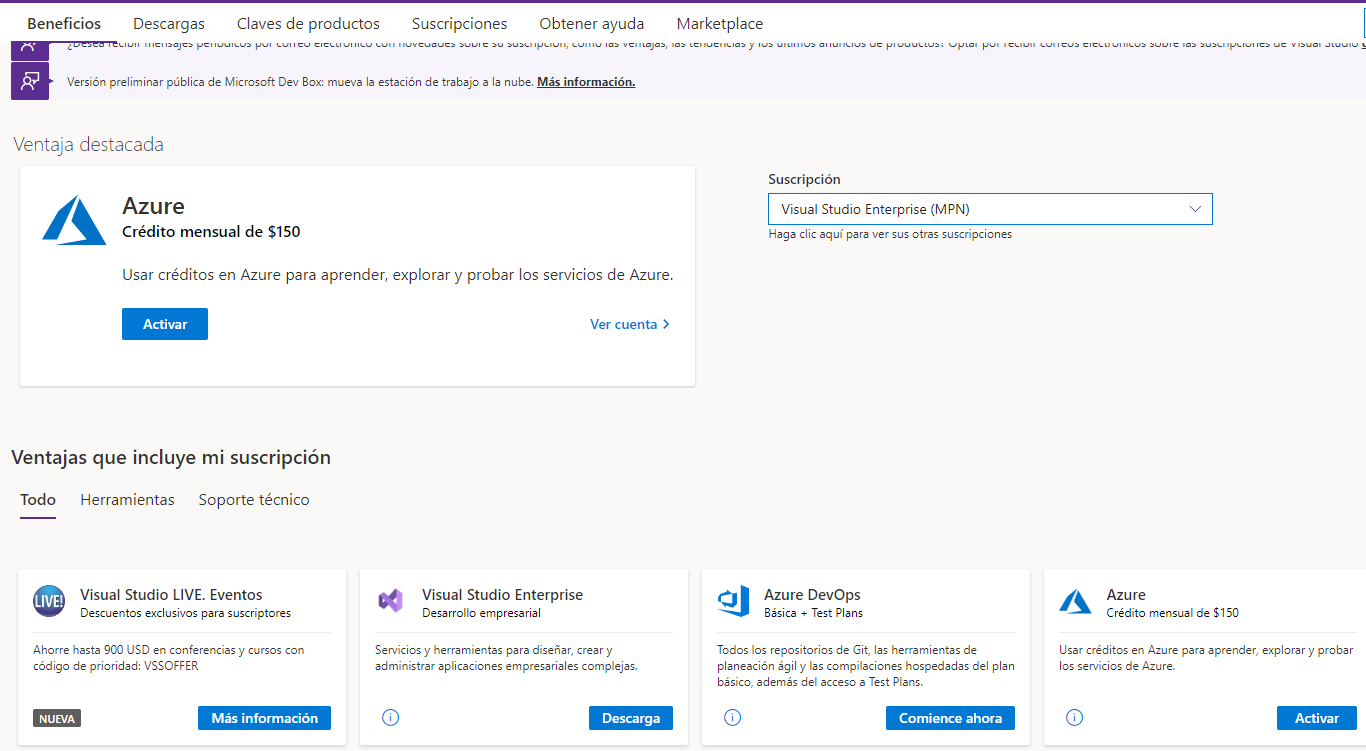 Beneficios Descargas Claves de productos Suscripciones Obtener ayuda Marketplace
¿Desea recibir mensajes periódicos por correo electrónico con novedades sobre su suscripción, como las ventajas, las tendencias y los últimos anuncios de productos? Optar por recibir correos electrónicos sobre las suscripciones de Visual Studio
Versión preliminar pública de Microsoft Dev Box: mueva la estación de trabajo a la nube. Más información.
Ventaja destacada
Azure
Crédito mensual de $150
Usar créditos en Azure para aprender, explorar y probar los servicios de Azure.
Activar
Ver cuenta
Suscripción
Visual Studio Enterprise (MPN)
Haga clic aquí para ver sus otras suscripciones
Ventajas que incluye mi suscripción
Todo Herramientas Soporte técnico
LIVE!
Visual Studio LIVE. Eventos
Descuentos exclusivos para suscriptores
Ahorre hasta 900 USD en conferencias y cursos con
código de prioridad: VSSOFFER
NUEVA
Más información
Visual Studio Enterprise
Desarrollo empresarial
Servicios y herramientas para diseñar, crear y
administrar aplicaciones empresariales complejas.
Descarga
Azure DevOps
Básica + Test Plans
Todos los repositorios de Git, las herramientas de
planeación ágil y las compilaciones hospedadas del plan
básico, además del acceso a Test Plans.
Comience ahora
Azure
Crédito mensual de $150
Usar créditos en Azure para aprender, explorar y probar
los servicios de Azure.
Activar